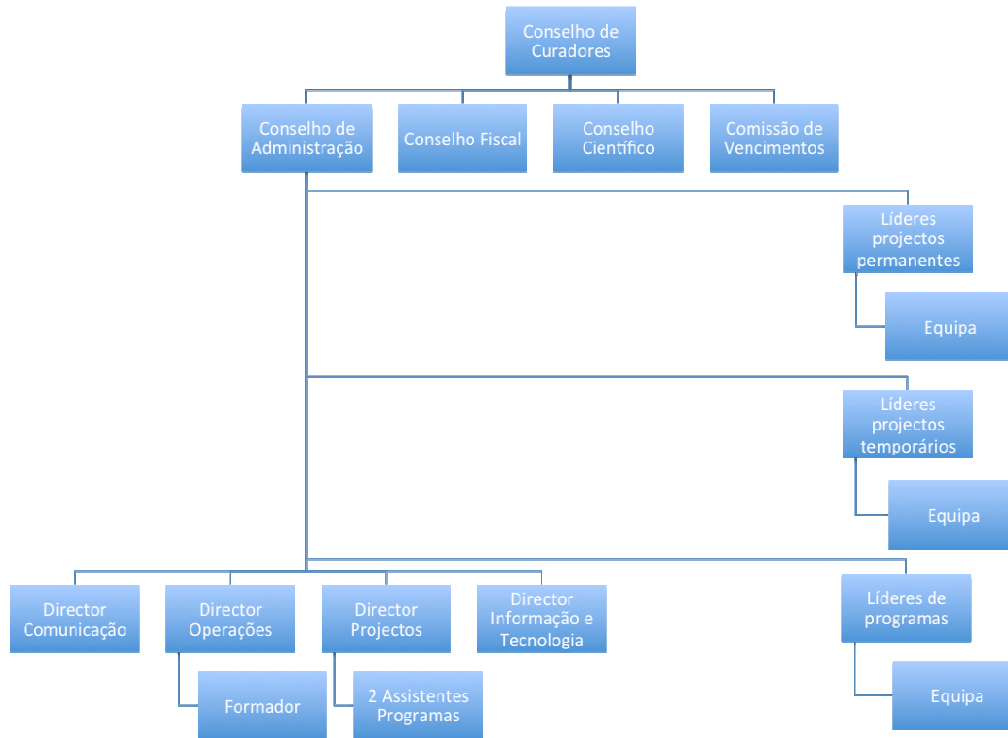 Conselho de
Curadores
Conselho de
Administração
Conselho Fiscal
Conselho
Científico
Comissão de
Vencimentos
Líderes
projectos
permanentes
Equipa
Líderes
projectos
temporários
Equipa
Director
Comunicação
Director
Operações
Director
Projectos
Director
Informação e
Tecnologia
Líderes de
programas
Formador
2 Assistentes
Programas
Equipa